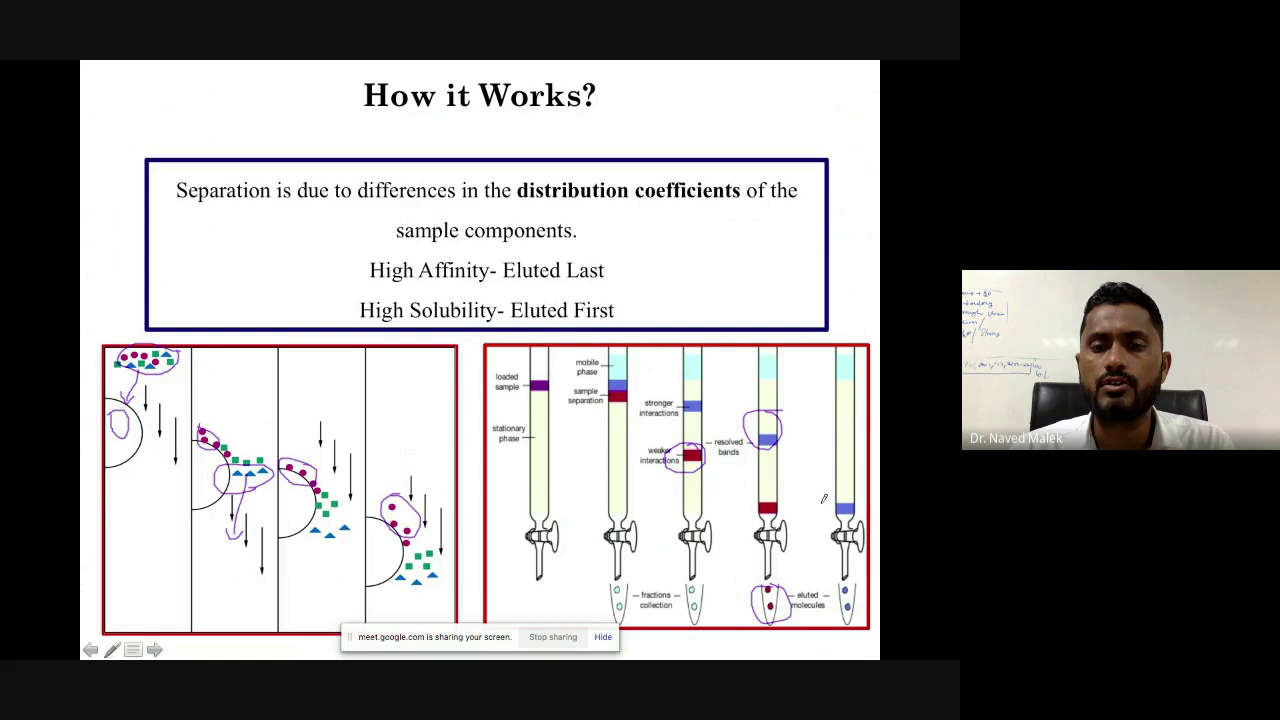 How it Works?
Separation is due to differences in the distribution coefficients of the
sample components.
High Affinity- Eluted Last
High Solubility- Eluted First
loaded
sample
stationary
phase
mobile
phase
sample
separation
stronger
interactions
weaker
interactions
resolved
bands
fractions
collection
eluted
molecules
meet.google.com is sharing your screen.
Stop sharing
Hide
Dr. Naved Malek